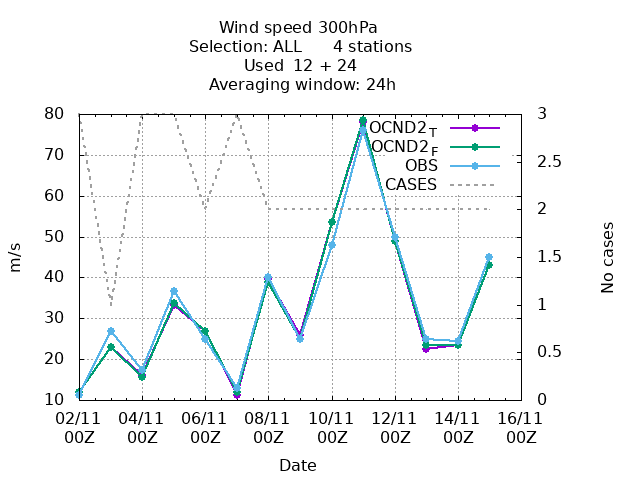 Wind speed 300hPa
Selection: ALL 4 stations
Used 12 + 24
Averaging window: 24h
80
70
60
50
40
30
20
10
m/s
3
2.5
2
1.5
1
0.5
0
No cases
OCND2T
OCND2F
OBS
CASES
02/11 04/11 06/11 08/11 10/11 12/11 14/11 16/11
00Z 00Z 00Z 00Z 00Z 00Z 00Z 00Z
Date